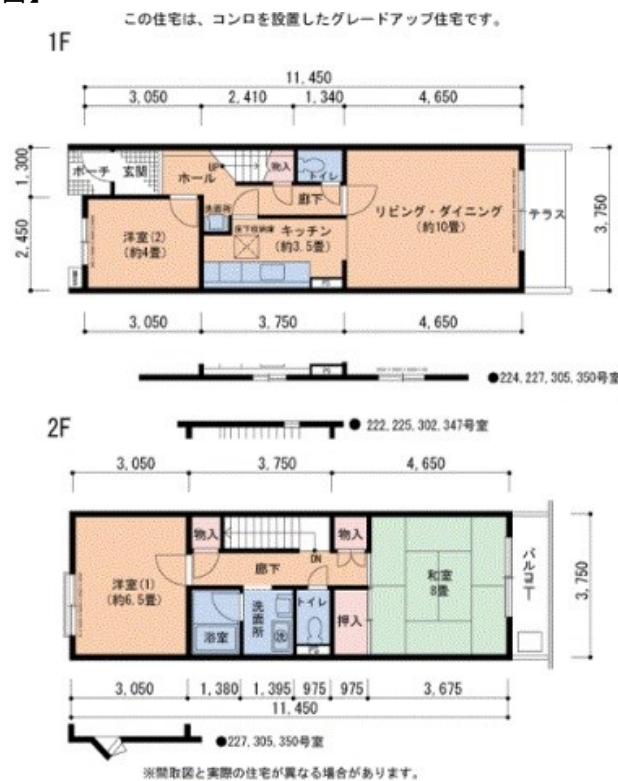 この住宅は、コンロを設置したグレードアップ住宅です。
1F
11,450
3,050 2,410 1,340 4,650
1,300
2,450
ポーチ 玄関
ホール
UP
物入
トイレ
廊下
洗面所
床下収納庫
キッチン
(約3.5畳)
洋室(2)
(約4畳)
リビング・ダイニング
(約10畳)
テラス
3,750
PS
3,050 3,750 4,650
PS
●224,227,305,350号室
2F
●222,225,302,347号室
3,050 3,750 4,650
物入
物入
廊下
DN
洋室(1)
(約6.5畳)
浴室
洗面所
洗
トイレ
PS
押入
和室
8畳
バルコニー
3,750
3,050 1,380 1,395 975 975 3,675
11,450
●227,305,350号室
※間取図と実際の住宅が異なる場合があります。